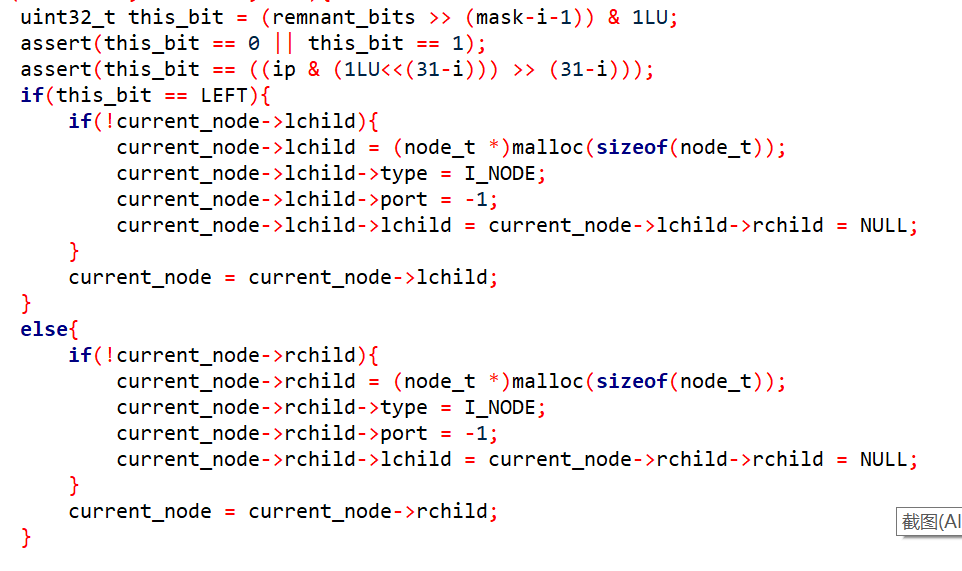 uint32_t this_bit = (remnant_bits >> (mask-i-1)) & 1LU;
assert(this_bit == 0 || this_bit == 1);
assert(this_bit == ((ip & (1LU<<(31-i))) >> (31-i)));
if(this_bit == LEFT){
    if(!current_node->lchild){
        current_node->lchild = (node_t *)malloc(sizeof(node_t));
        current_node->lchild->type = I_NODE;
        current_node->lchild->port = -1;
        current_node->lchild->lchild = current_node->lchild->rchild = NULL;
    }
    current_node = current_node->lchild;
}
else{
    if(!current_node->rchild){
        current_node->rchild = (node_t *)malloc(sizeof(node_t));
        current_node->rchild->type = I_NODE;
        current_node->rchild->port = -1;
        current_node->rchild->lchild = current_node->rchild->rchild = NULL;
    }
    current_node = current_node->rchild;
截图(Al
}